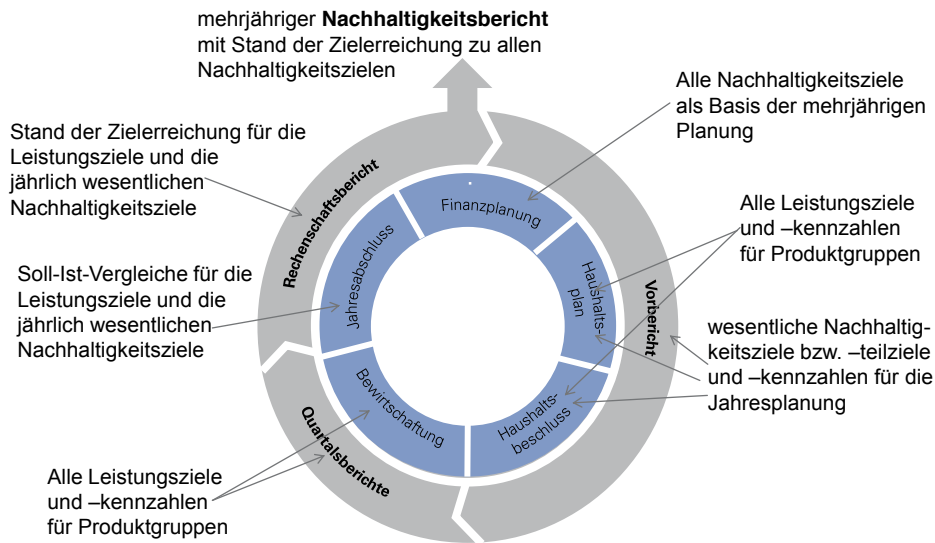 mehrjähriger Nachhaltigkeitsbericht
mit Stand der Zielerreichung zu allen
Nachhaltigkeitszielen
Alle Nachhaltigkeitsziele
als Basis der mehrjährigen
Planung
Stand der Zielerreichung für die
Leistungsziele und die
jährlich wesentlichen
Nachhaltigkeitsziele
Alle Leistungsziele
und –kennzahlen
für Produktgruppen
Soll-Ist-Vergleiche für die
Leistungsziele und die
jährlich wesentlichen
Nachhaltigkeitsziele
wesentliche Nachhaltig-
keitsziele bzw. –teilziele
und –kennzahlen für die
Jahresplanung
Alle Leistungsziele
und –kennzahlen
für Produktgruppen
Rechenschaftsbericht
Vorbericht
Quartalsberichte
Finanzplanung
Haushalts-
plan
Haushalts-
beschluss
Bewirtschaftung
Jahresabschluss